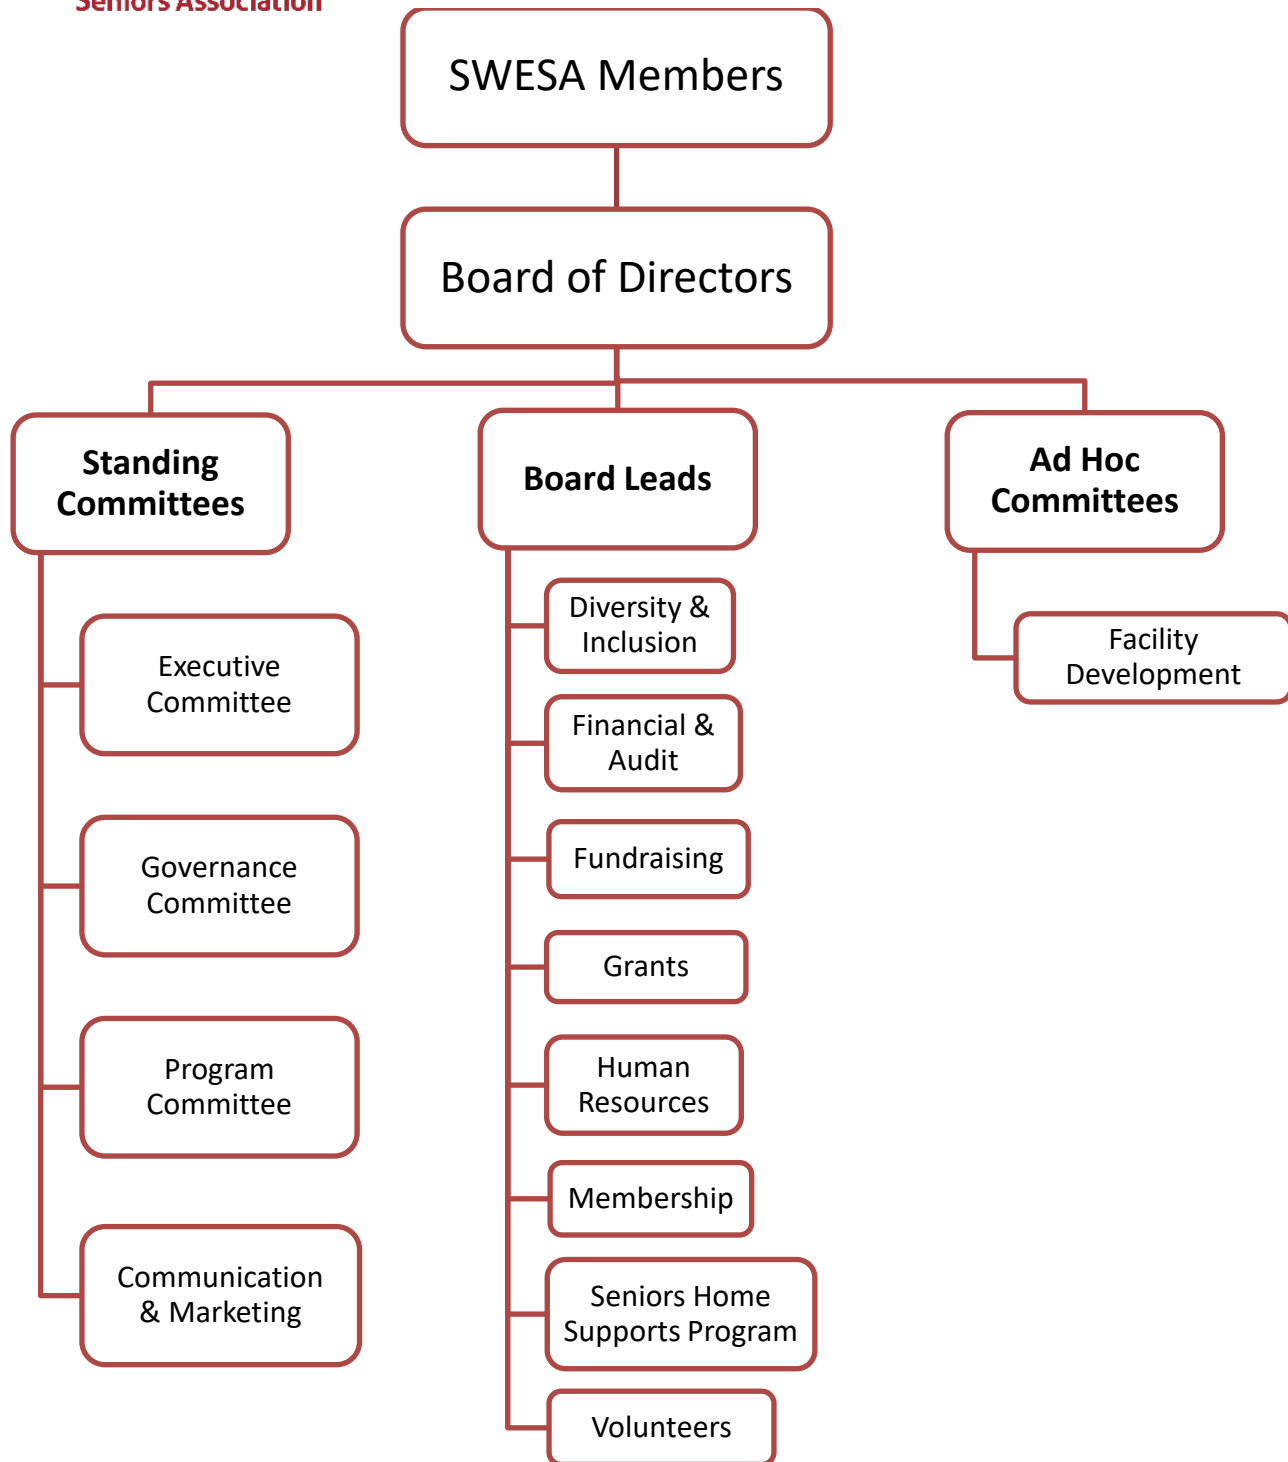 Seniors Association
SWESA Members
Board of Directors
Standing
Committees
Executive
Committee
Governance
Committee
Program
Committee
Communication
& Marketing
Board Leads
Diversity &
Inclusion
Financial &
Audit
Fundraising
Grants
Human
Resources
Membership
Seniors Home
Supports Program
Volunteers
Ad Hoc
Committees
Facility
Development